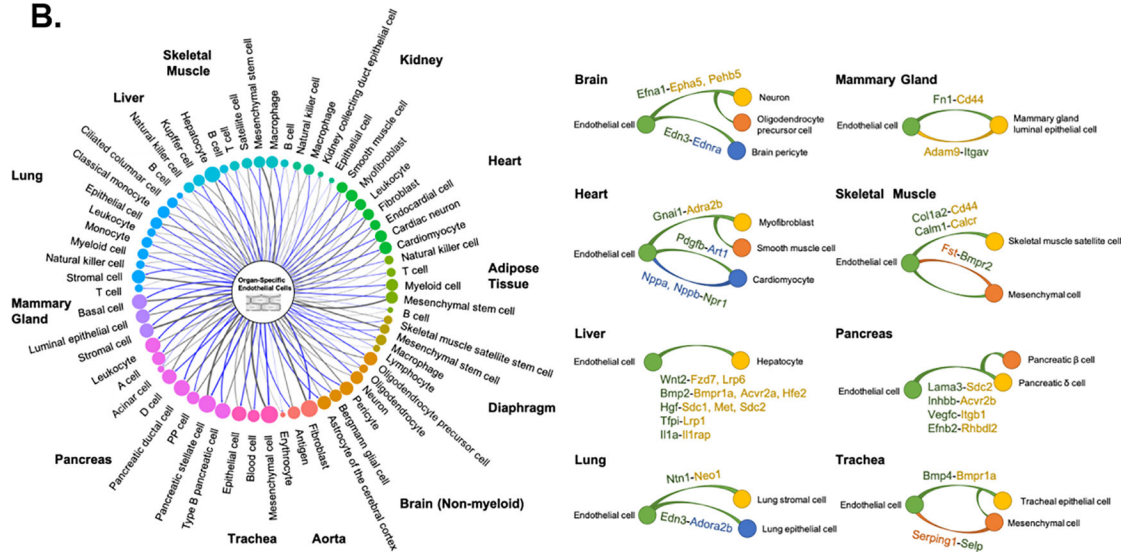 B.
Skeletal
Muscle
Kidney
Liver
Heart
Lung
Adipose
Tissue
Mammary
Gland
Diaphragm
Pancreas
Brain (Non-myeloid)
Trachea
Aorta
Organ-Specific
Endothelial Cells
T cell
Stromal cell
Natural killer cell
Myeloid cell
Monocyte
Leukocyte
Epithelial cell
Classical monocyte
Ciliated columnar cell
B cell
Natural killer cell
Kupffer cell
Hepatocyte
B cell
T cell
Satellite cell
Mesenchymal stem cell
Macrophage
B cell
Natural killer cell
Macrophage
Kidney collecting duct epithelial cell
Epithelial cell
Smooth muscle cell
Myofibroblast
Leukocyte
Fibroblast
Endocardial cell
Cardiac neuron
Cardiomyocyte
Natural killer cell
T cell
Myeloid cell
Mesenchymal stem cell
B cell
Skeletal muscle satellite stem cell
Mesenchymal stem cell
Macrophage
Lymphocyte
Oligodendrocyte precursor cell
Oligodendrocyte
Neuron
Pericyte
Bergmann glial cell
Astrocyte of the cerebral cortex
Fibroblast
Antigen
Erythrocyte
Mesenchymal cell
Blood cell
Epithelial cell
Type B pancreatic cell
Pancreatic stellate cell
PP cell
Pancreatic ductal cell
D cell
Acinar cell
A cell
Leukocyte
Stromal cell
Luminal epithelial cell
Basal cell
Brain
Efna1-Epha5, Pehb5
Neuron
Endothelial cell
Oligodendrocyte
precursor cell
Edn3-Ednra
Brain pericyte
Mammary Gland
Fn1-Cd44
Endothelial cell
Mammary gland
luminal epithelial cell
Adam9-Itgav
Heart
Gnai1-Adra2b
Myofibroblast
Pdgfb-Art1
Smooth muscle cell
Endothelial cell
Cardiomyocyte
Nppa, Nppb-Npr1
Skeletal Muscle
Col1a2-Cd44
Calm1-Calcr
Skeletal muscle satellite cell
Endothelial cell
Fst-Bmpr2
Mesenchymal cell
Liver
Endothelial cell
Hepatocyte
Wnt2-Fzd7, Lrp6
Bmp2-Bmpr1a, Acvr2a, Hfe2
Hgf-Sdc1, Met, Sdc2
Tfpi-Lrp1
Il1a-Il1rap
Pancreas
Pancreatic β cell
Pancreatic δ cell
Endothelial cell
Lama3-Sdc2
Inhbb-Acvr2b
Vegfc-Itgb1
Efnb2-Rhbdl2
Lung
Ntn1-Neo1
Lung stromal cell
Endothelial cell
Edn3-Adora2b
Lung epithelial cell
Trachea
Bmp4-Bmpr1a
Tracheal epithelial cell
Endothelial cell
Mesenchymal cell
Serping1-Selp